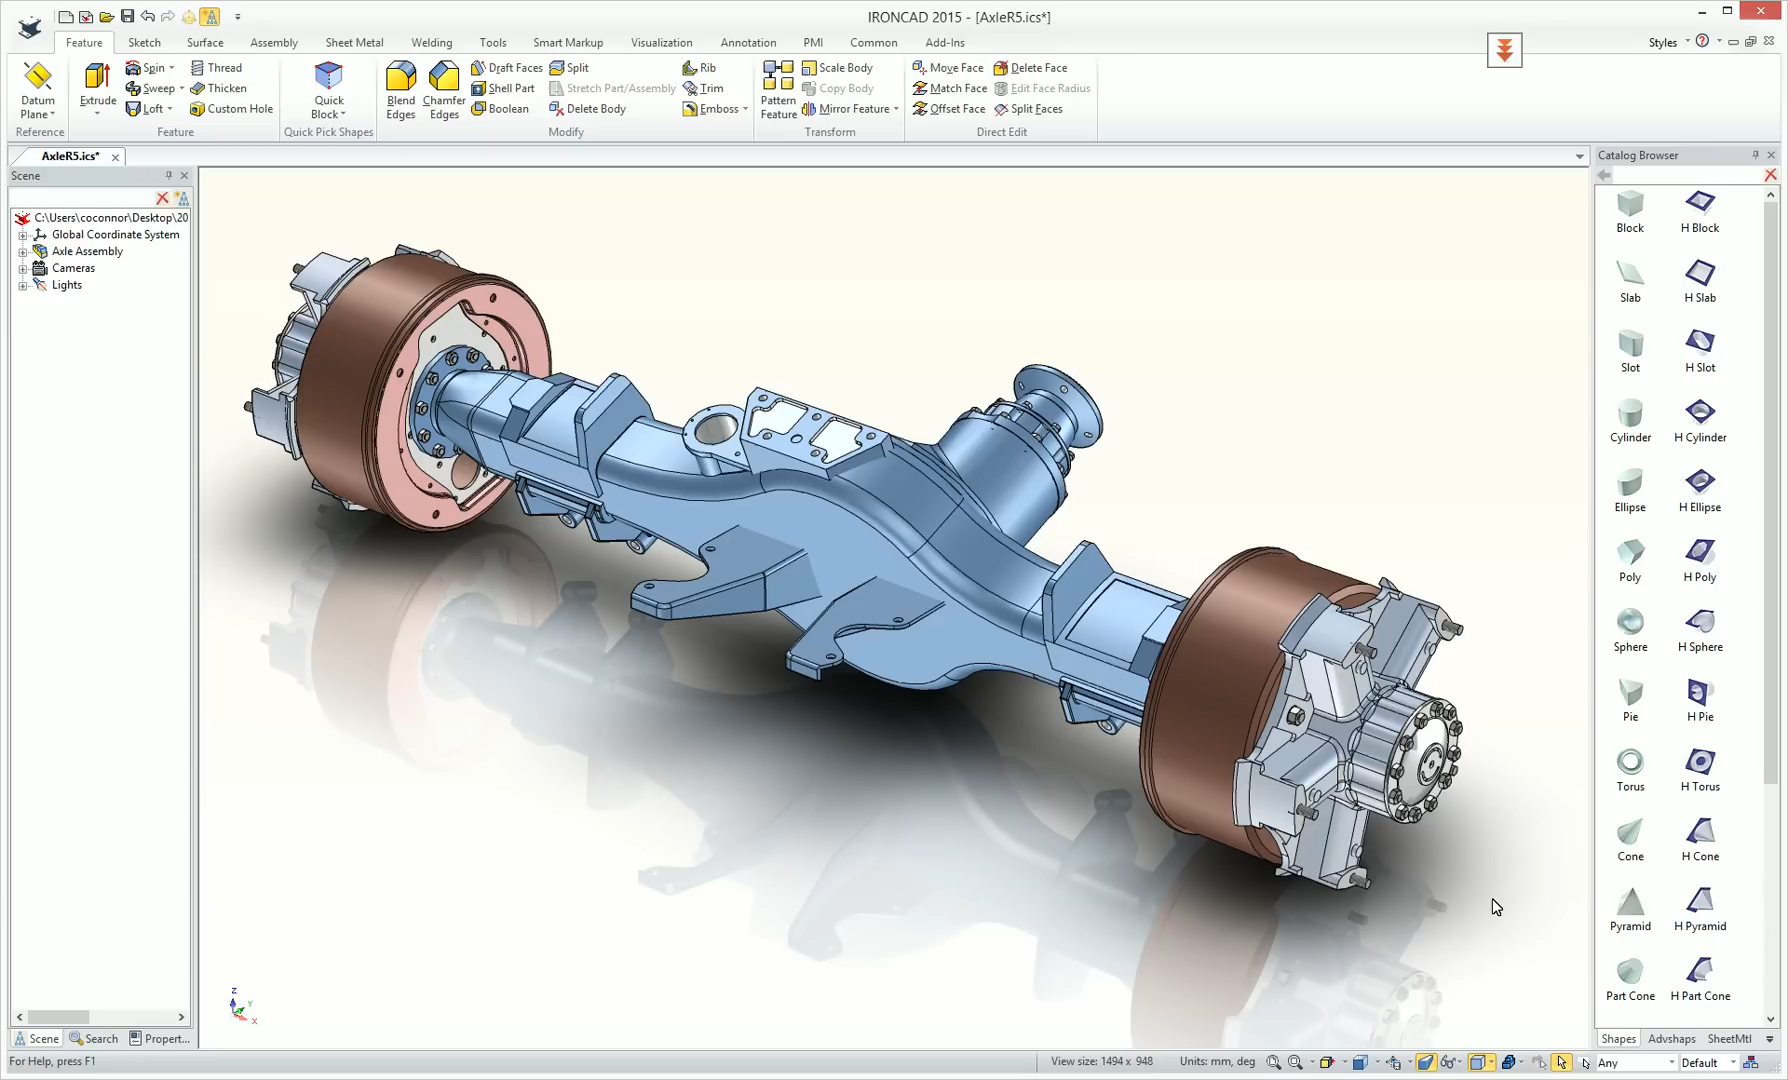 IRONCAD 2015 - [AxleR5.ics*]
Feature Sketch Surface Assembly Sheet Metal Welding Tools Smart Markup Visualization Annotation PMI Common Add-Ins Styles
Datum Plane
Extrude
Spin
Sweep
Loft
Thread
Thicken
Custom Hole
Quick Block
Blend Edges
Chamfer Edges
Draft Faces
Shell Part
Boolean
Split
Stretch Part/Assembly
Delete Body
Rib
Trim
Emboss
Pattern Feature
Scale Body
Copy Body
Mirror Feature
Move Face
Match Face
Offset Face
Delete Face
Edit Face Radius
Split Faces
Reference Feature Quick Pick Shapes Modify Transform Direct Edit
AxleR5.ics*
Scene
C:\Users\coconnor\Desktop\20
Global Coordinate System
Axle Assembly
Cameras
Lights
Z
Y
X
Catalog Browser
Block H Block
Slab H Slab
Slot H Slot
Cylinder H Cylinder
Ellipse H Ellipse
Poly H Poly
Sphere H Sphere
Pie H Pie
Torus H Torus
Cone H Cone
Pyramid H Pyramid
Part Cone H Part Cone
Scene Search Propert...
Shapes Advshaps SheetMtl
For Help, press F1
View size: 1494 x 948 Units: mm, deg Any Default